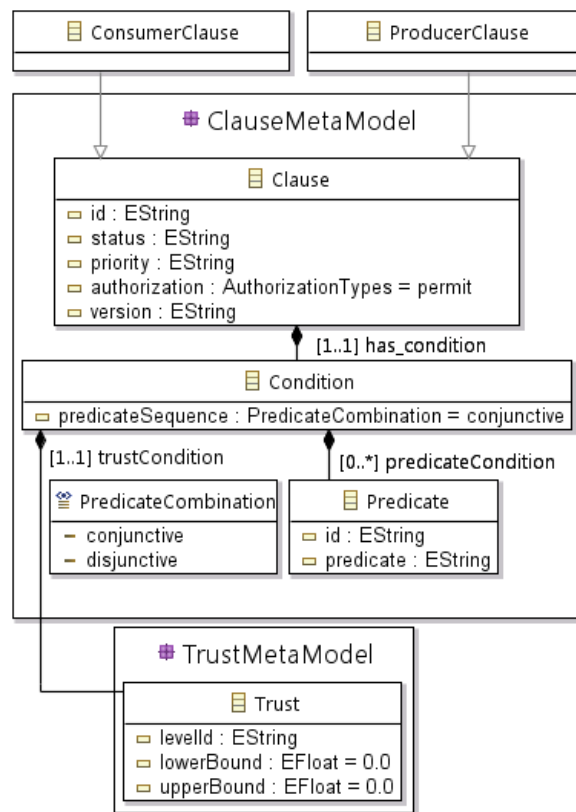 ConsumerClause
ProducerClause
ClauseMetaModel
Clause
id : EString
status : EString
priority : EString
authorization : AuthorizationTypes = permit
version : EString
[1..1] has_condition
Condition
predicateSequence : PredicateCombination = conjunctive
[1..1] trustCondition
[0..*] predicateCondition
PredicateCombination
conjunctive
disjunctive
Predicate
id : EString
predicate : EString
TrustMetaModel
Trust
levelId : EString
lowerBound : EFloat = 0.0
upperBound : EFloat = 0.0